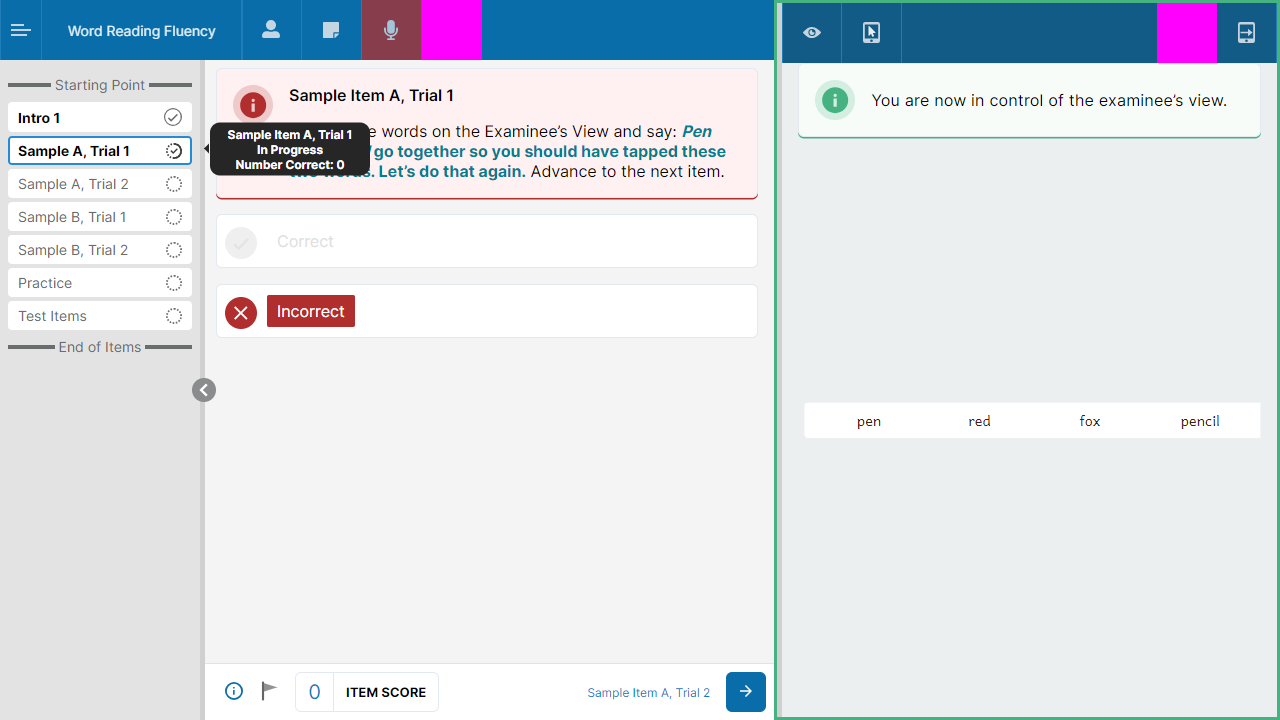 Word Reading Fluency
Starting Point
Intro 1
Sample A, Trial 1
Sample A, Trial 2
Sample B, Trial 1
Sample B, Trial 2
Practice
Test Items
End of Items
Sample Item A, Trial 1
In Progress
Number Correct: 0
Sample Item A, Trial 1
words on the Examinee's View and say: Pen
go together so you should have tapped these
words. Let's do that again. Advance to the next item.
Correct
Incorrect
0 ITEM SCORE
Sample Item A, Trial 2
You are now in control of the examinee's view.
pen red fox pencil